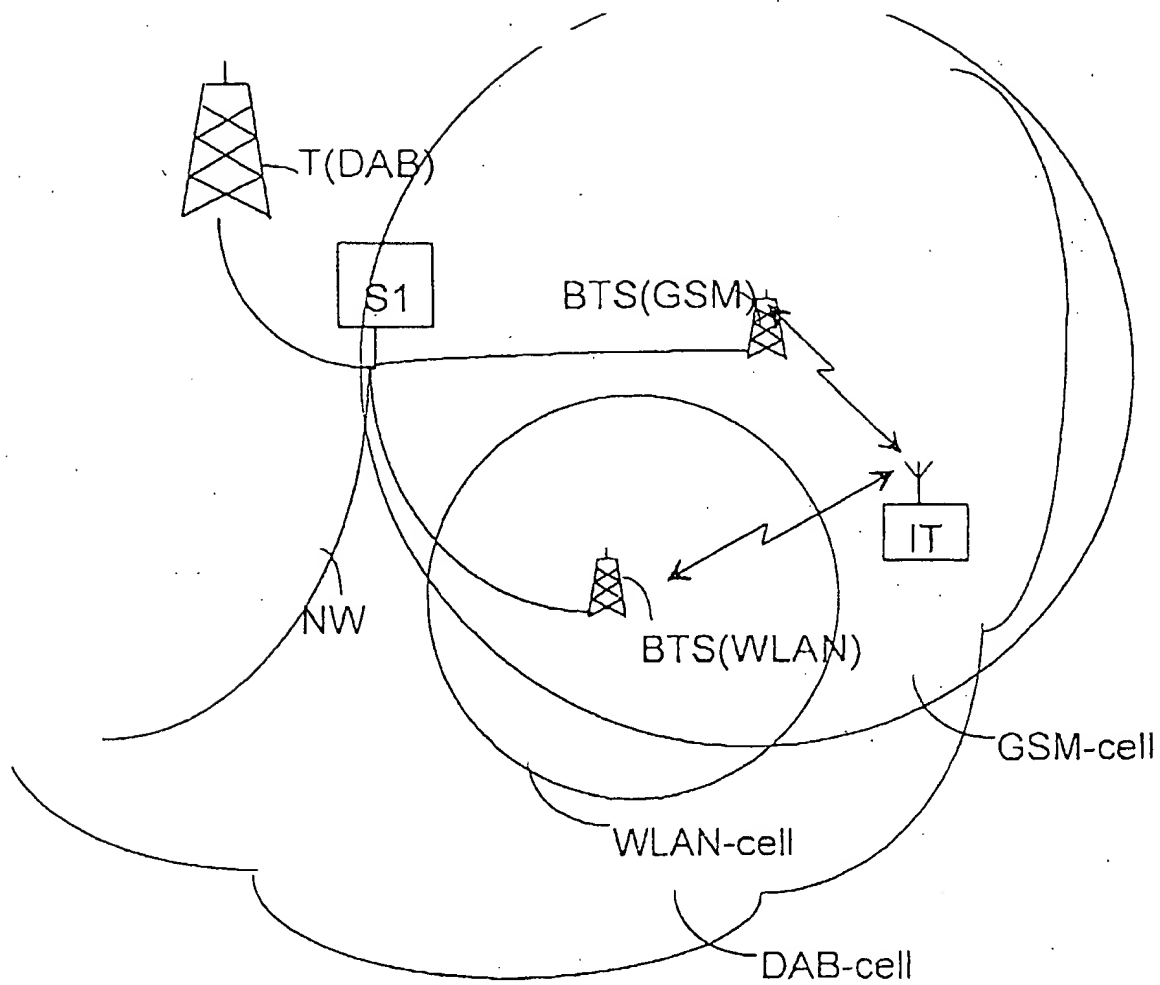 T(DAB)
S1
BTS(GSM)
IT
NW
BTS(WLAN)
GSM-cell
WLAN-cell
DAB-cell